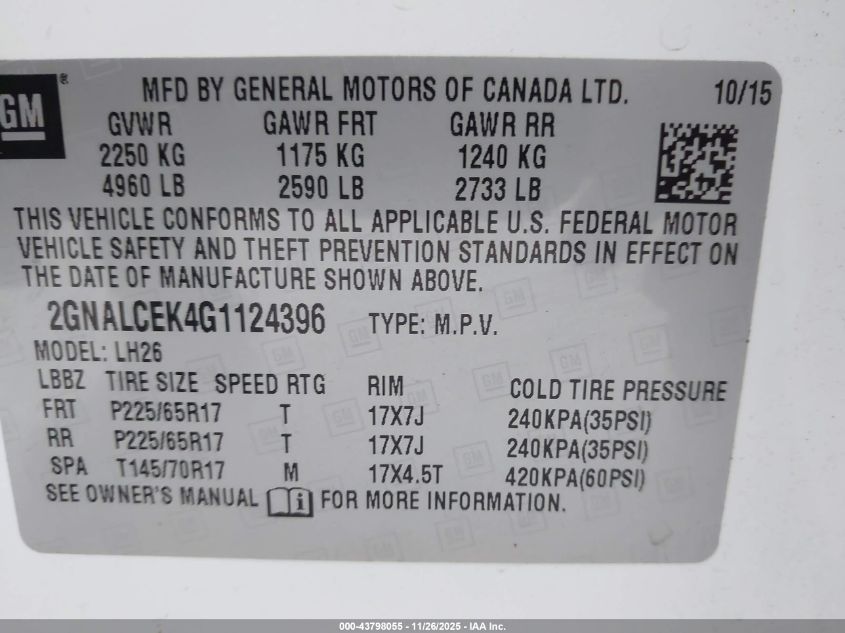 GM ® MFD BY GENERAL MOTORS OF CANADA LTD. 10/15
GVWR GAWR FRT GAWR RR
2250 KG 1175 KG 1240 KG
4960 LB 2590 LB 2733 LB
THIS VEHICLE CONFORMS TO ALL APPLICABLE U.S. FEDERAL MOTOR
VEHICLE SAFETY AND THEFT PREVENTION STANDARDS IN EFFECT ON
THE DATE OF MANUFACTURE SHOWN ABOVE.
2GNALCEK4G1124396 TYPE: M.P.V.
MODEL: LH26
LBBZ TIRE SIZE SPEED RTG RIM COLD TIRE PRESSURE
FRT P225/65R17 T 17X7J 240KPA(35PSI)
RR P225/65R17 T 17X7J 240KPA(35PSI)
SPA T145/70R17 M 17X4.5T 420KPA(60PSI)
SEE OWNER'S MANUAL i FOR MORE INFORMATION.
000-43798055 - 11/26/2025 - IAA Inc.